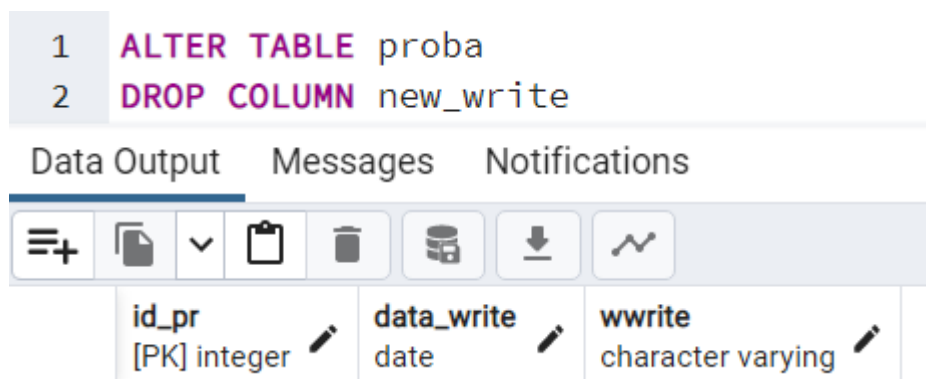 1 ALTER TABLE proba
2 DROP COLUMN new_write
Data Output Messages Notifications
id_pr data_write wwrite
[PK] integer date character varying